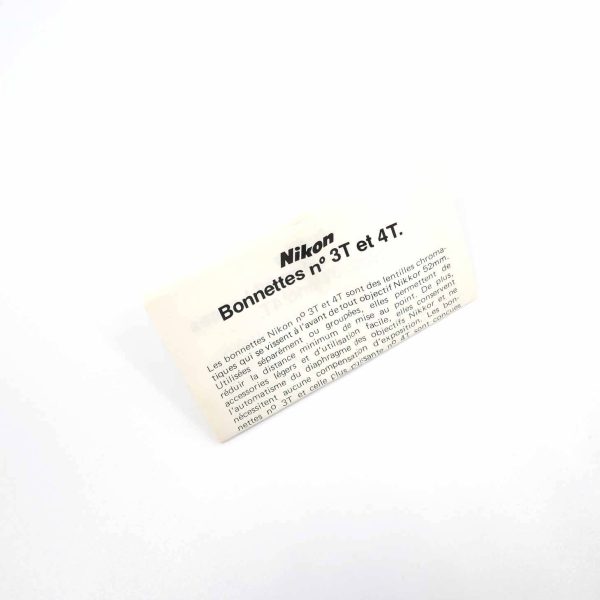 Nikon
Bonnettes nº 3T et 4T.
Les bonnettes Nikon nº 3T et 4T sont des lentilles chroma-
tiques qui se vissent à l'avant de tout objectif Nikkor 52mm.
Utilisées séparément ou groupées, elles permettent de
réduir la distance minimum de mise au point. De plus,
accessories légers et d'utilisation facile, elles conservent
l'automatisme du diaphragme des objectifs Nikkor et ne
nécessitent aucune compensation d'exposition. Les bon-
nettes nº 3T et celle plus puissante nº 4T sont conçues